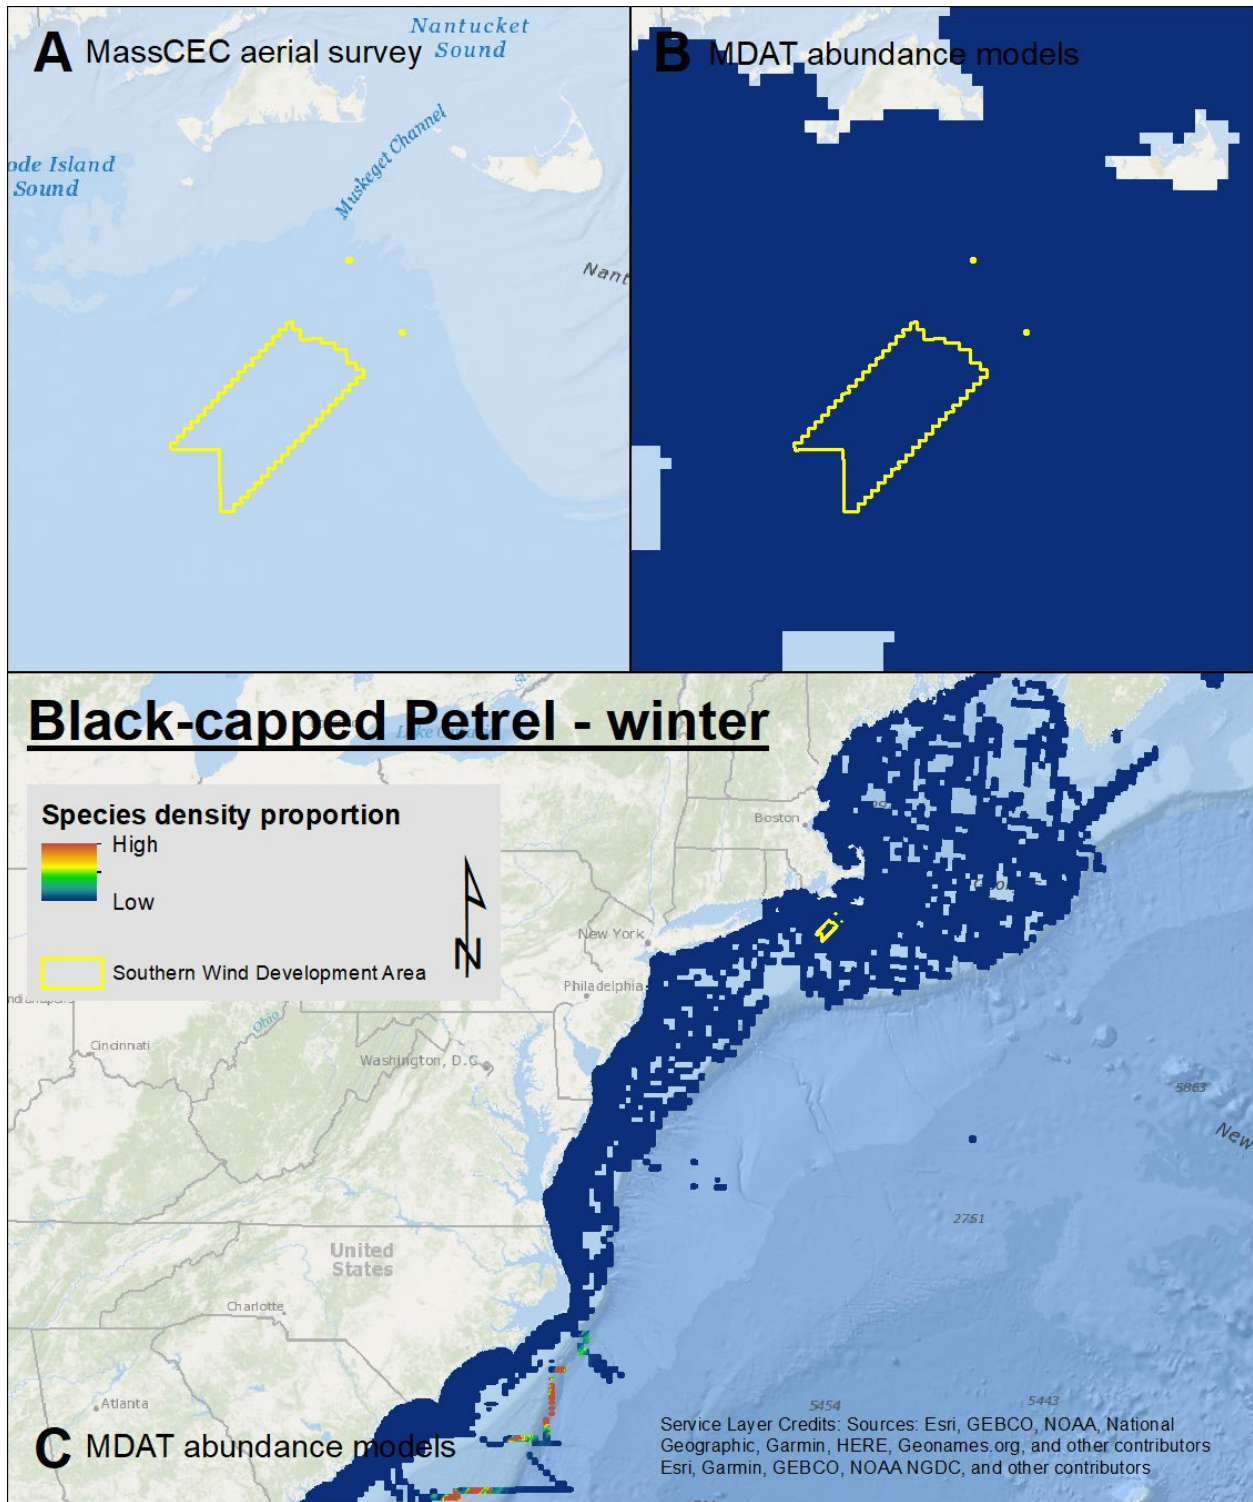 A MassCEC aerial survey
Nantucket
Sound
Muskeget Channel
ode Island
Sound
Nant
B MDAT abundance models
Black-capped Petrel - winter
Species density proportion
High
Low
N
Southern Wind Development Area
Boston
New York
Philadelphia
Ohio
Cincinnati
Washington, D.C.
5863
New
2751
United
States
Charlotte
Atlanta
5454
5443
C MDAT abundance models
Service Layer Credits: Sources: Esri, GEBCO, NOAA, National
Geographic, Garmin, HERE, Geonames.org, and other contributors
Esri, Garmin, GEBCO, NOAA NGDC, and other contributors